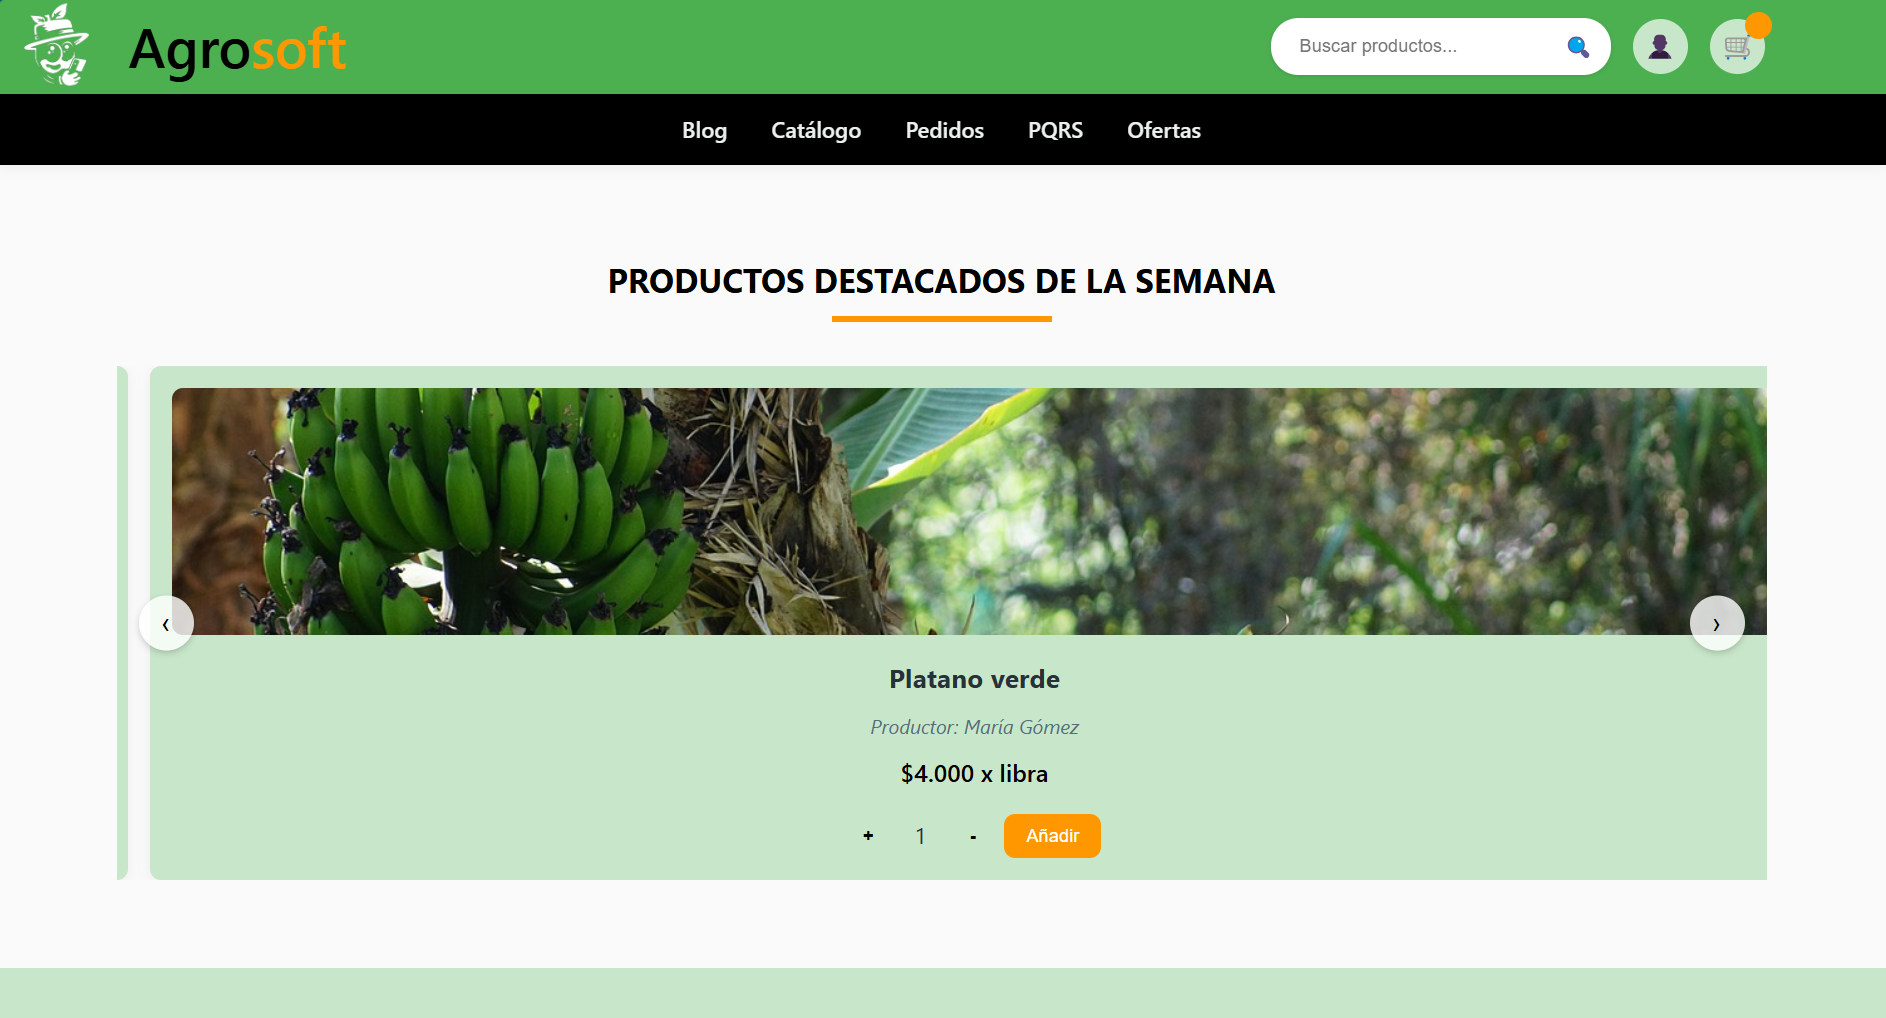 Agrosoft
Buscar productos...
Blog Catálogo Pedidos PQRS Ofertas
PRODUCTOS DESTACADOS DE LA SEMANA
‹ ›
Platano verde
Productor: María Gómez
$4.000 x libra
+ 1 - Añadir